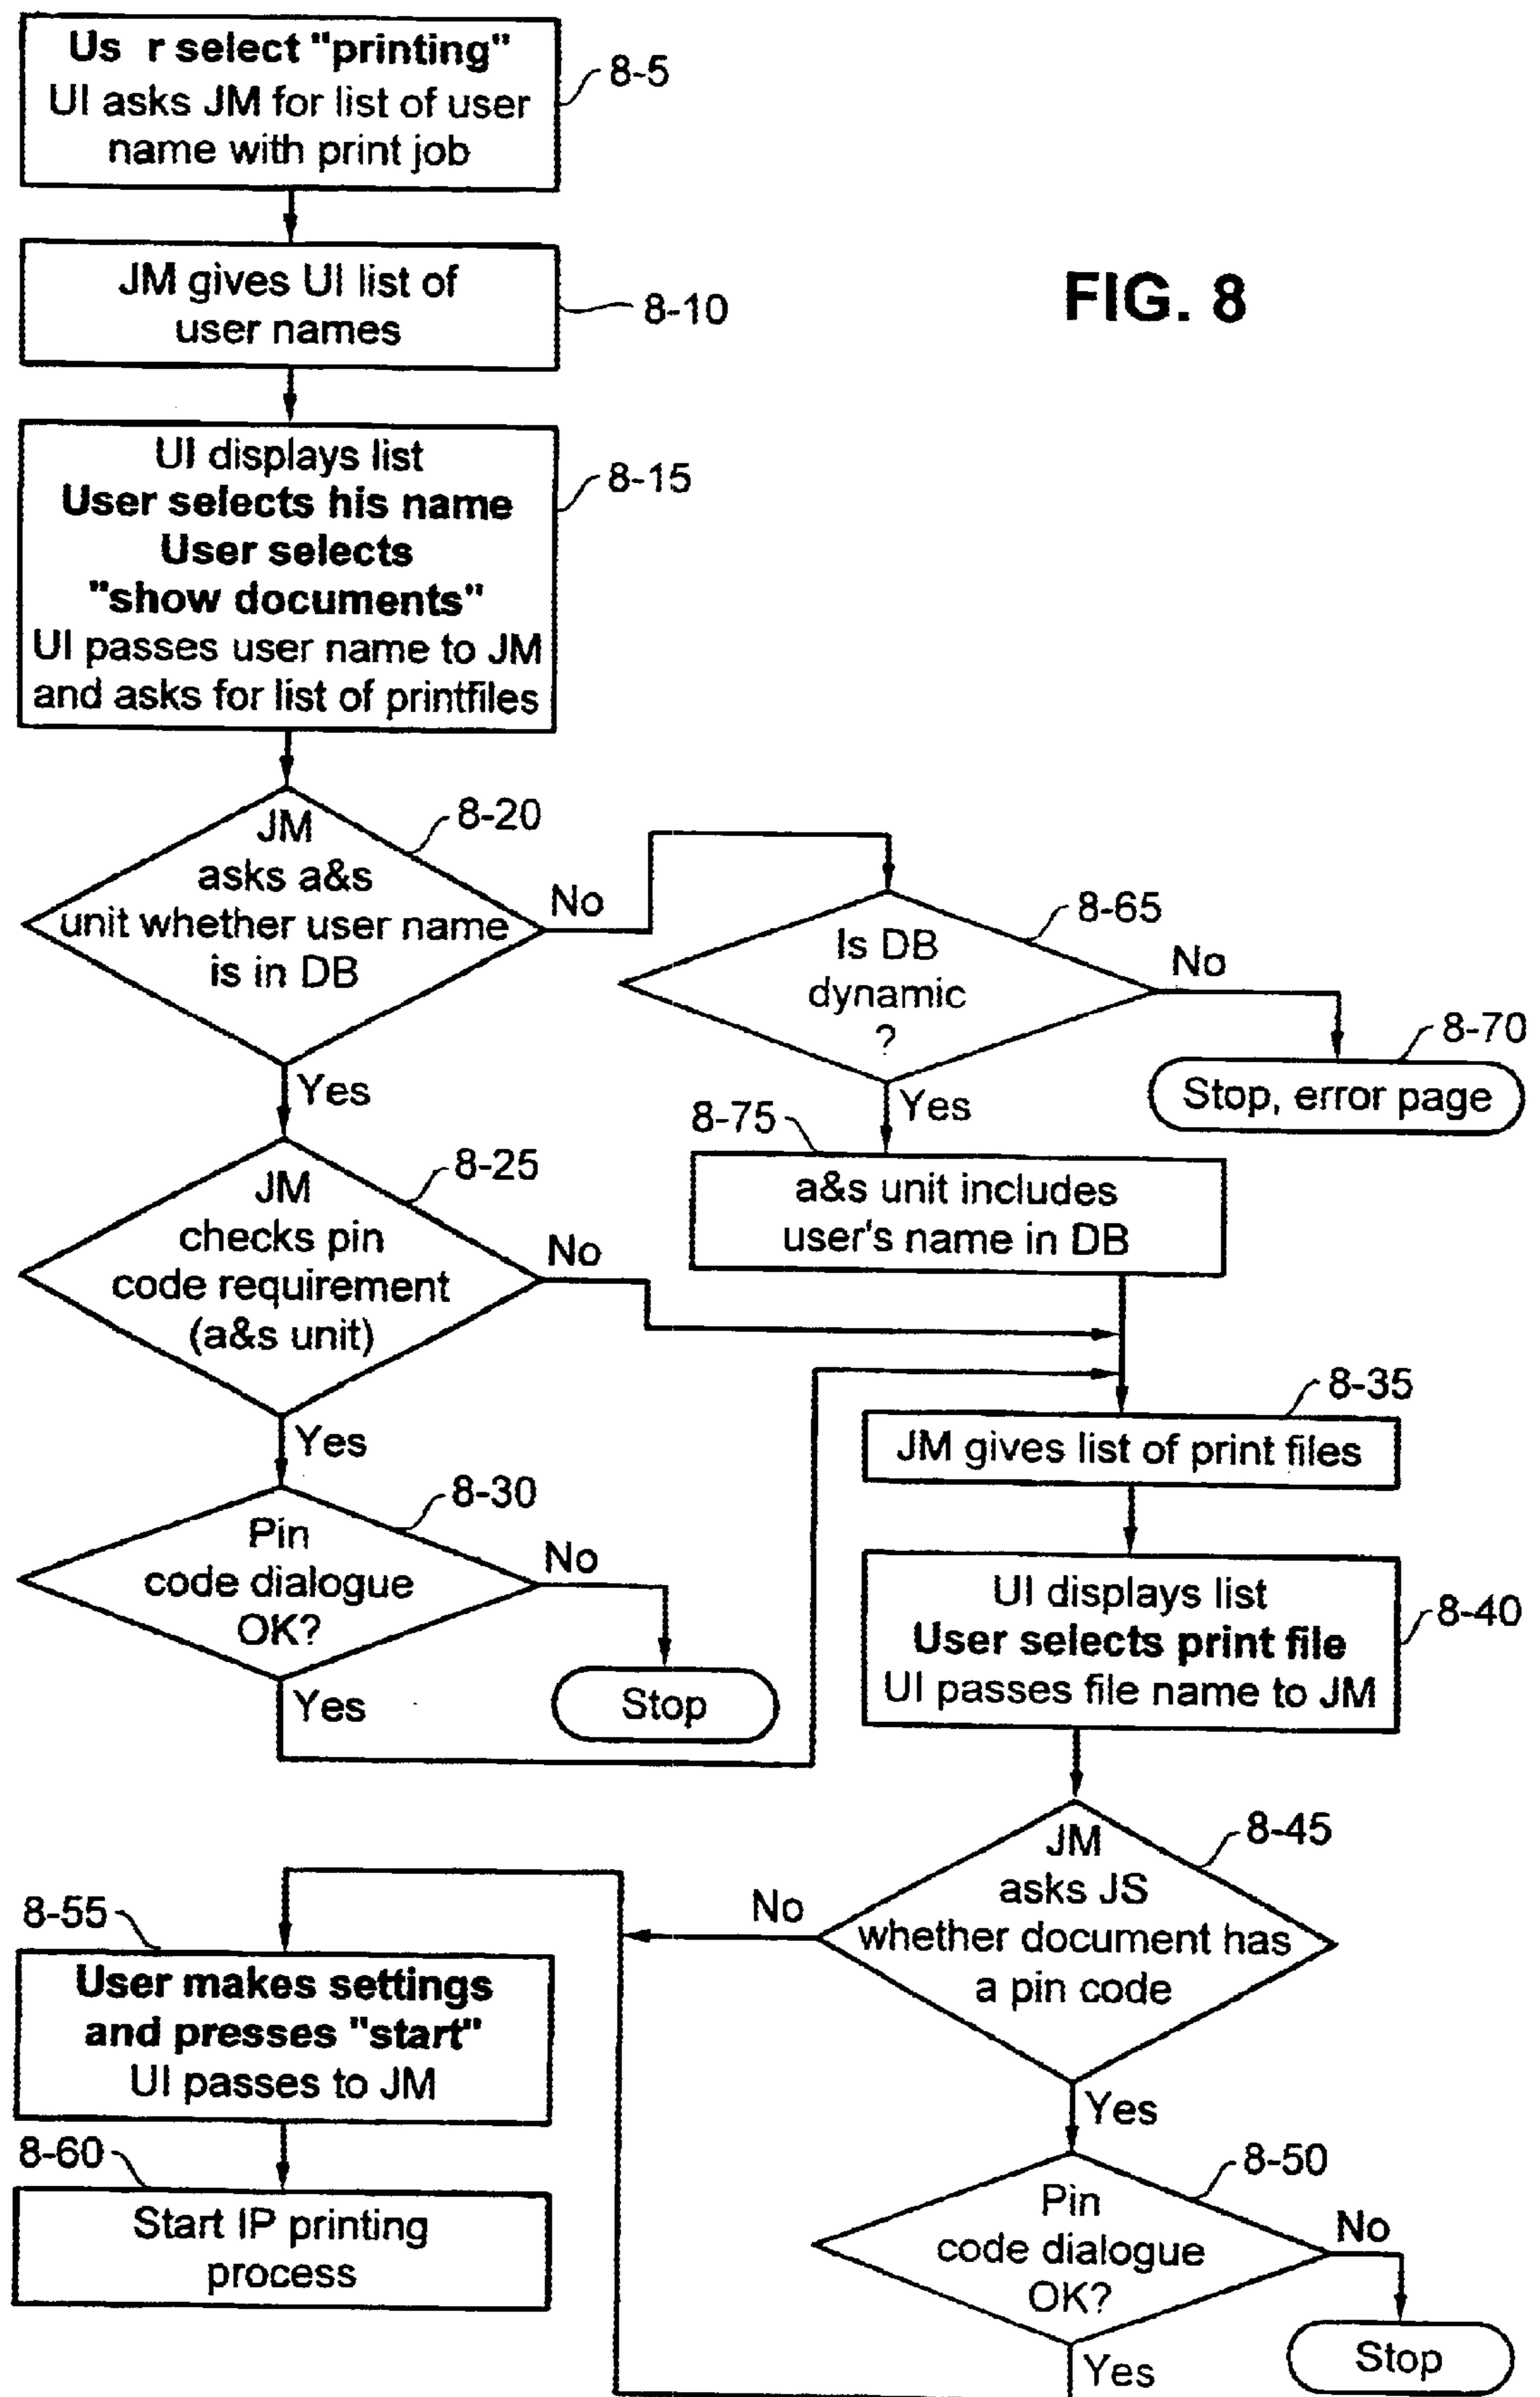 Us r select "printing"
UI asks JM for list of user
name with print job
8-5
JM gives UI list of
user names
8-10
FIG. 8
UI displays list
User selects his name
User selects
"show documents"
UI passes user name to JM
and asks for list of printfiles
8-15
JM
asks a&s
unit whether user name
is in DB
8-20
No
Yes
Is DB
dynamic
?
8-65
No
8-70
Stop, error page
Yes
8-75
a&s unit includes
user's name in DB
JM
checks pin
code requirement
(a&s unit)
8-25
No
Yes
8-35
JM gives list of print files
Pin
code dialogue
OK?
8-30
No
Stop
Yes
UI displays list
User selects print file
UI passes file name to JM
8-40
JM
asks JS
whether document has
a pin code
8-45
No
Yes
8-55
User makes settings
and presses "start"
UI passes to JM
8-60
Start IP printing
process
Pin
code dialogue
OK?
8-50
No
Stop
Yes